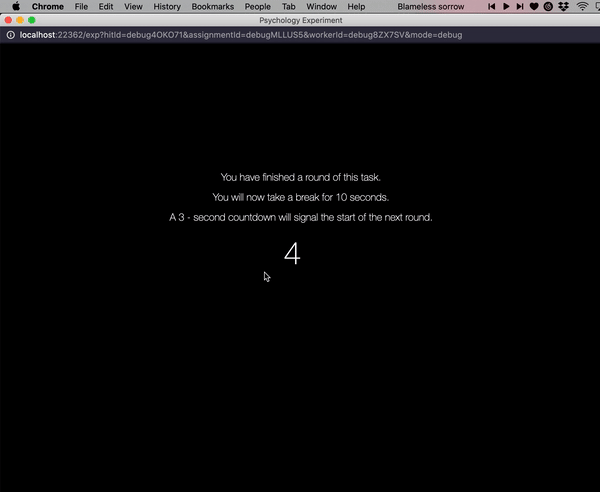 Chrome File Edit View History Bookmarks People Tab Window Help Blameless sorrow
Psychology Experiment
localhost:22362/exp?hitId=debug4OKO71&assignmentId=debugMLLUS5&workerId=debug8ZX7SV&mode=debug
You have finished a round of this task.
You will now take a break for 10 seconds.
A 3 - second countdown will signal the start of the next round.
4